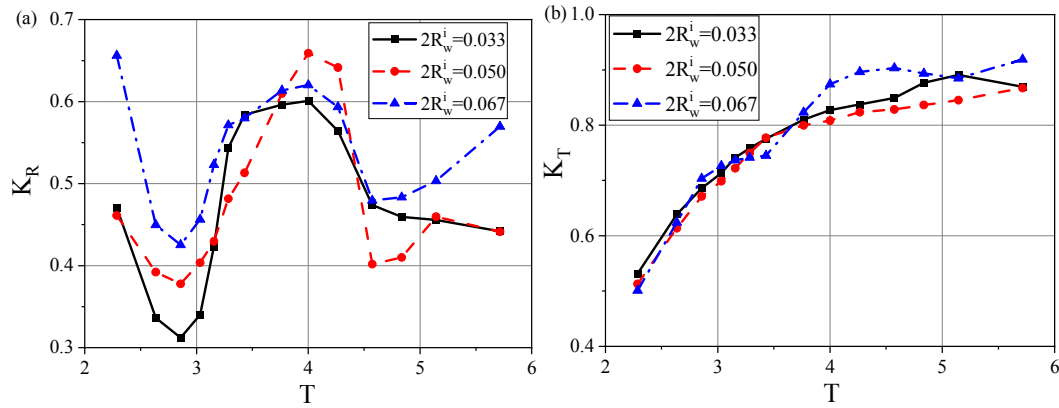 (a)
0.7
0.6
0.5
0.4
0.3
K_R
2R_w^i=0.033
2R_w^i=0.050
2R_w^i=0.067
2 3 4 5 6
T
(b)
1.0
0.8
0.6
0.4
K_T
2R_w^i=0.033
2R_w^i=0.050
2R_w^i=0.067
2 3 4 5 6
T